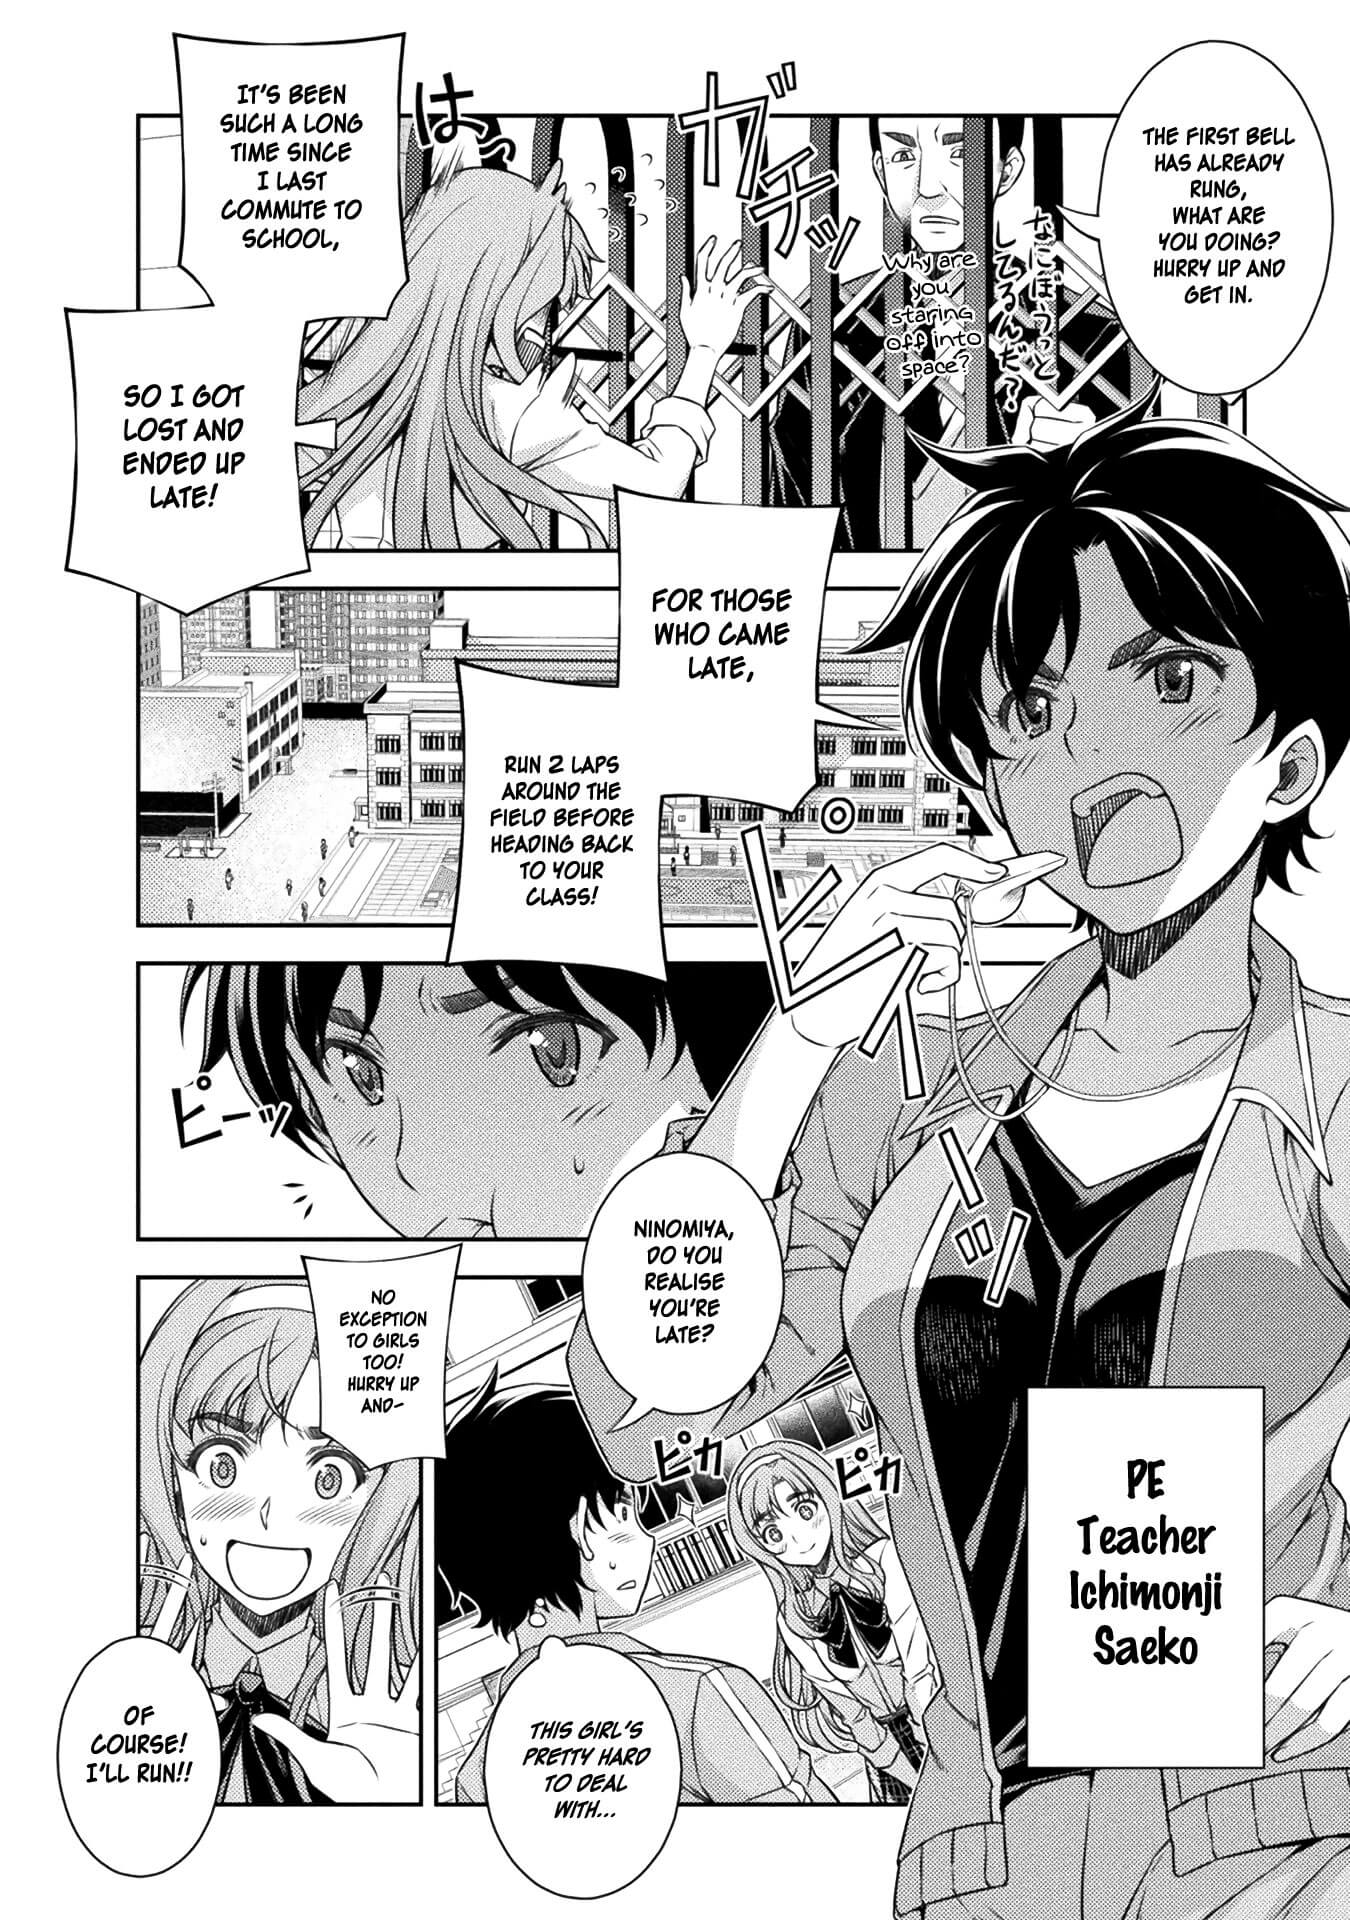 THE FIRST BELL
HAS ALREADY
RUNG,
WHAT ARE
YOU DOING?
HURRY UP AND
GET IN.
ガチッ
なにぼうっと
してるんだ?
Why are
you
staring
off into
space?
はっ
IT'S BEEN
SUCH A LONG
TIME SINCE
I LAST
COMMUTE TO
SCHOOL,
SO I GOT
LOST AND
ENDED UP
LATE!
FOR THOSE
WHO CAME
LATE,
RUN 2 LAPS
AROUND THE
FIELD BEFORE
HEADING BACK
TO YOUR
CLASS!
ピピーッ
PE
Teacher
Ichimonji
Saeko
ピーッ
NINOMIYA,
DO YOU
REALISE
YOU'RE
LATE?
ピカ
ピカ
THIS GIRL'S
PRETTY HARD
TO DEAL
WITH...
NO
EXCEPTION
TO GIRLS
TOO!
HURRY UP
AND-
OF
COURSE!
I'LL RUN!!